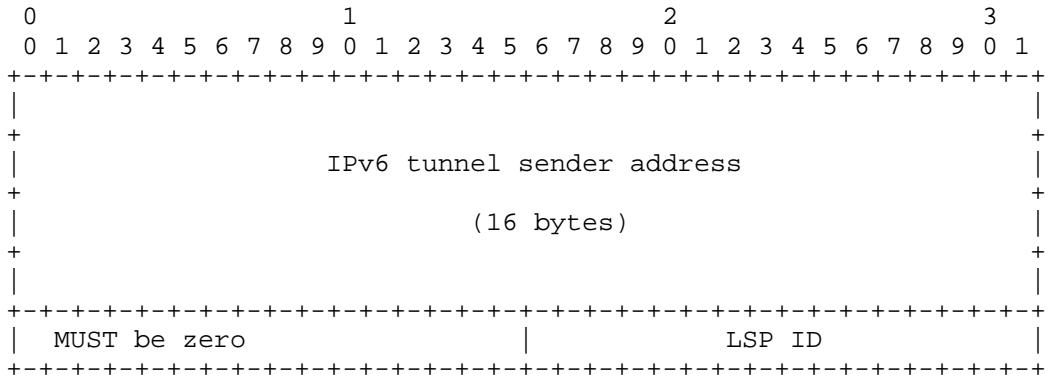 0                   1                   2                   3
0 1 2 3 4 5 6 7 8 9 0 1 2 3 4 5 6 7 8 9 0 1 2 3 4 5 6 7 8 9 0 1
+-+-+-+-+-+-+-+-+-+-+-+-+-+-+-+-+-+-+-+-+-+-+-+-+-+-+-+-+-+-+-+-+
|                                                               |
+                                                               +
|                   IPv6 tunnel sender address                  |
+                                                               +
|                            (16 bytes)                         |
+                                                               +
|                                                               |
+-+-+-+-+-+-+-+-+-+-+-+-+-+-+-+-+-+-+-+-+-+-+-+-+-+-+-+-+-+-+-+-+
|  MUST be zero                 |            LSP ID             |
+-+-+-+-+-+-+-+-+-+-+-+-+-+-+-+-+-+-+-+-+-+-+-+-+-+-+-+-+-+-+-+-+